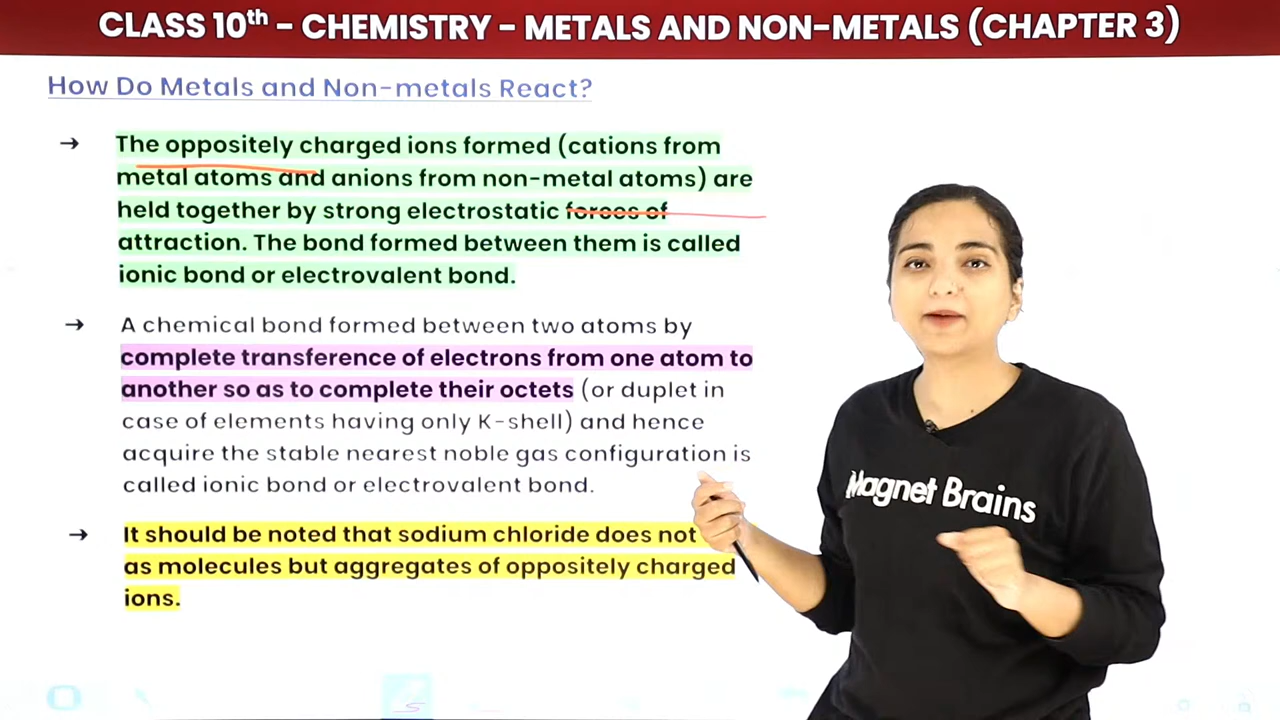 CLASS 10th – CHEMISTRY – METALS AND NON-METALS (CHAPTER 3)
How Do Metals and Non-metals React?
→ The oppositely charged ions formed (cations from
metal atoms and anions from non-metal atoms) are
held together by strong electrostatic forces of
attraction. The bond formed between them is called
ionic bond or electrovalent bond.
→ A chemical bond formed between two atoms by
complete transference of electrons from one atom to
another so as to complete their octets (or duplet in
case of elements having only K-shell) and hence
acquire the stable nearest noble gas configuration is
called ionic bond or electrovalent bond.
→ It should be noted that sodium chloride does not
as molecules but aggregates of oppositely charged
ions.
Magnet Brains